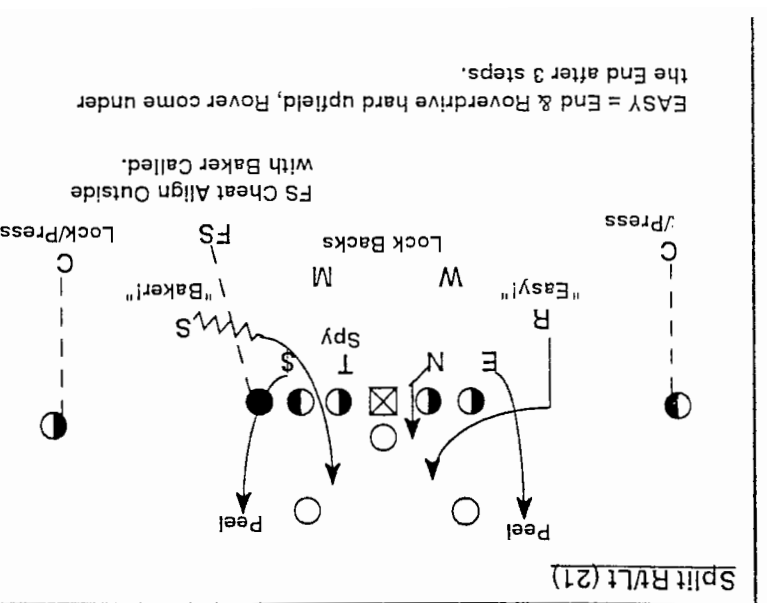 Split Rt/Lt (21)
Peel Peel
E N T $
Spy
R S
"Easy!" W M "Baker!"
C C
/Press Lock Backs FS Lock/Press
FS Cheat Align Outside
with Baker Called.
EASY = End & Roverdrive hard upfield, Rover come under
the End after 3 steps.